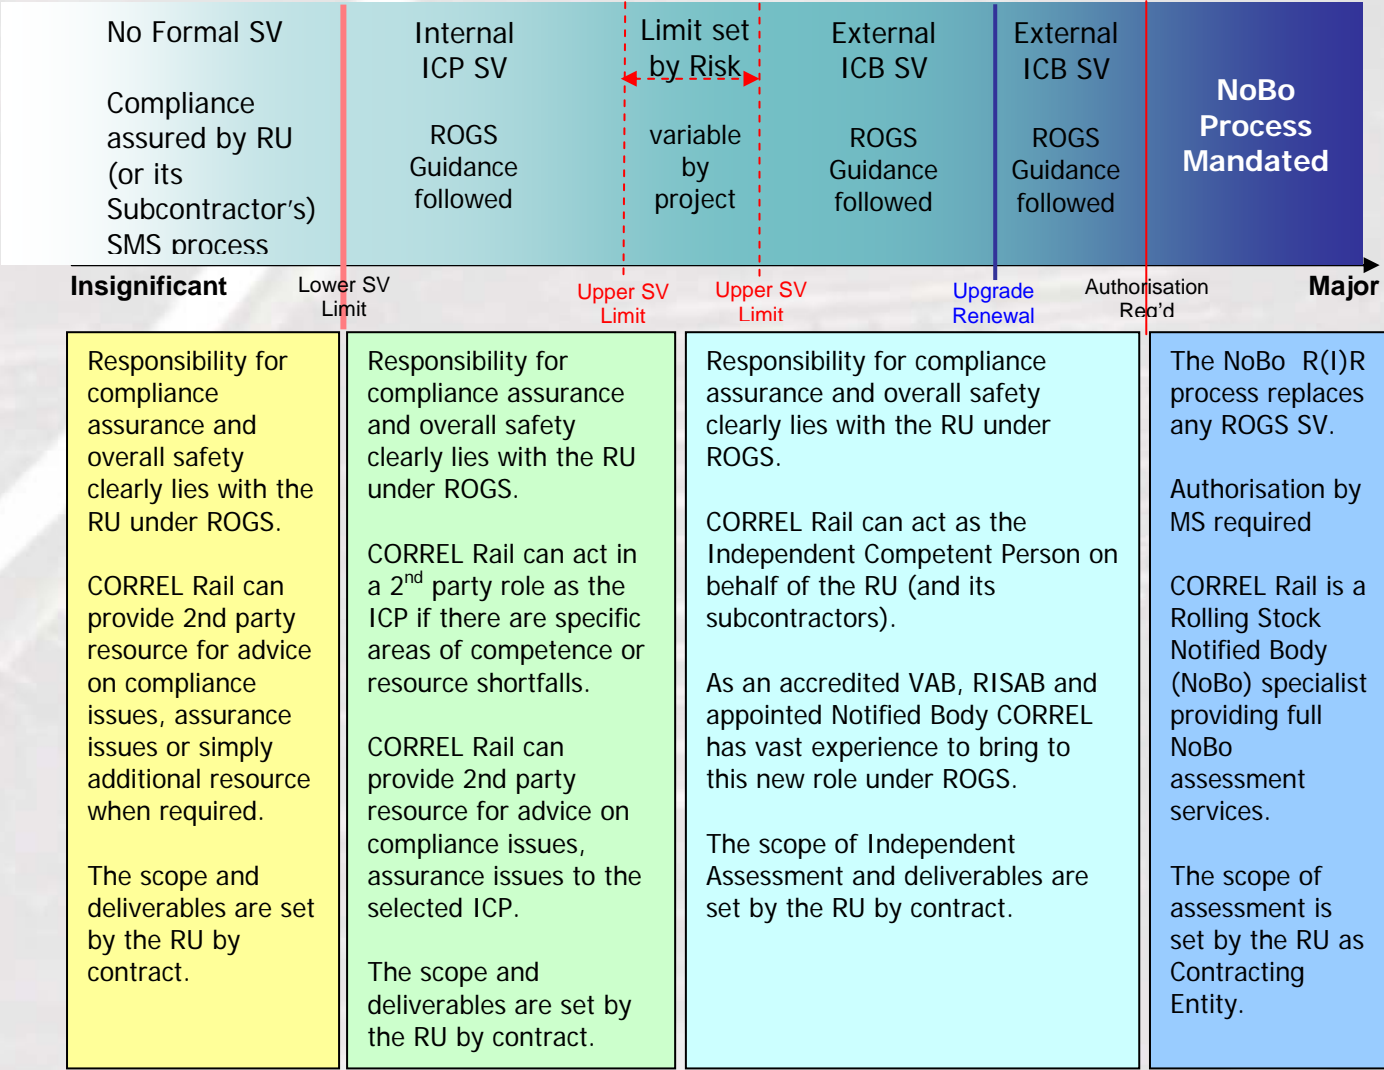 No Formal SV
Compliance
assured by RU
(or its
Subcontractor's)
SMS process
Internal
ICP SV
ROGS
Guidance
followed
Limit set
by Risk
variable
by
project
External
ICB SV
ROGS
Guidance
followed
External
ICB SV
ROGS
Guidance
followed
NoBo
Process
Mandated
Insignificant
Lower SV
Limit
Upper SV
Limit
Upper SV
Limit
Upgrade
Renewal
Authorisation
Req'd
Major
Responsibility for
compliance
assurance and
overall safety
clearly lies with the
RU under ROGS.
CORREL Rail can
provide 2nd party
resource for advice
on compliance
issues, assurance
issues or simply
additional resource
when required.
The scope and
deliverables are set
by the RU by
contract.
Responsibility for
compliance assurance
and overall safety
clearly lies with the RU
under ROGS.
CORREL Rail can act in
a 2nd party role as the
ICP if there are specific
areas of competence or
resource shortfalls.
CORREL Rail can
provide 2nd party
resource for advice on
compliance issues,
assurance issues to the
selected ICP.
The scope and
deliverables are set by
the RU by contract.
Responsibility for compliance
assurance and overall safety
clearly lies with the RU under
ROGS.
CORREL Rail can act as the
Independent Competent Person on
behalf of the RU (and its
subcontractors).
As an accredited VAB, RISAB and
appointed Notified Body CORREL
has vast experience to bring to
this new role under ROGS.
The scope of Independent
Assessment and deliverables are
set by the RU by contract.
The NoBo R(I)R
process replaces
any ROGS SV.
Authorisation by
MS required
CORREL Rail is a
Rolling Stock
Notified Body
(NoBo) specialist
providing full
NoBo
assessment
services.
The scope of
assessment is
set by the RU as
Contracting
Entity.